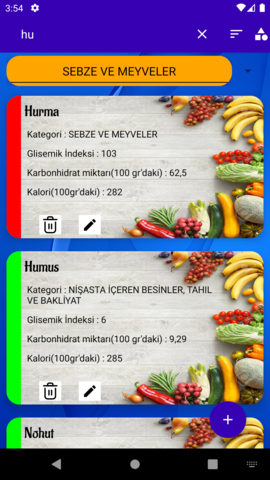 3:54
hu
SEBZE VE MEYVELER
Hurma
Kategori : SEBZE VE MEYVELER
Glisemik İndeksi : 103
Karbonhidrat miktarı(100 gr'daki) : 62,5
Kalori(100gr'daki) : 282
Humus
Kategori : NİŞASTA İÇEREN BESİNLER, TAHIL
VE BAKLİYAT
Glisemik İndeksi : 6
Karbonhidrat miktarı(100 gr'daki) : 9,29
Kalori(100gr'daki) : 285
Nohut